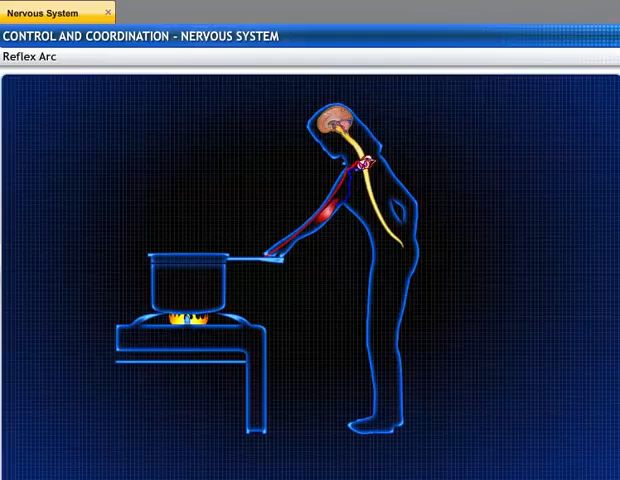 Nervous System
CONTROL AND COORDINATION - NERVOUS SYSTEM
Reflex Arc